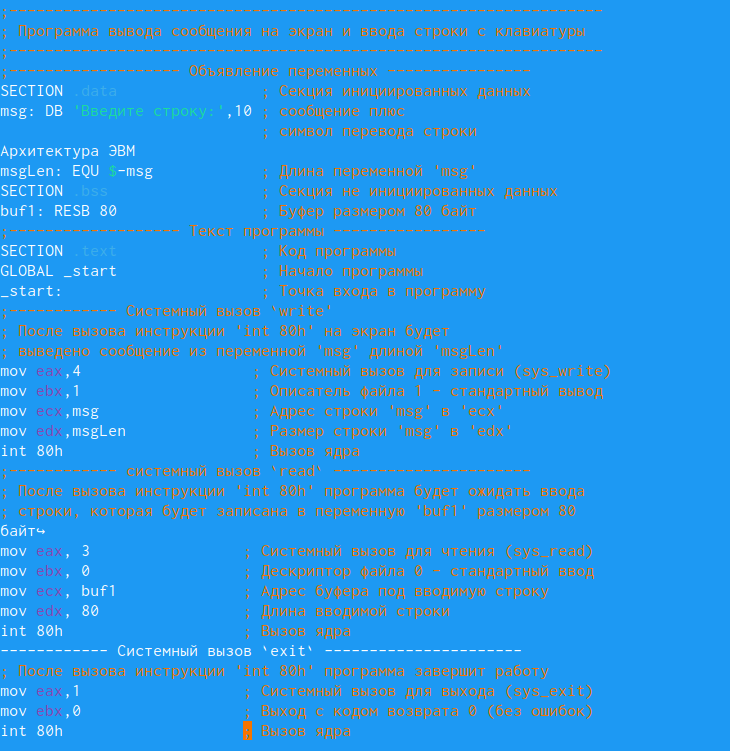 ;------------------------------------------------------------------
; Программа вывода сообщения на экран и ввода строки с клавиатуры
;------------------------------------------------------------------
;------------------- Объявление переменных ----------------
SECTION .data ; Секция инициированных данных
msg: DB 'Введите строку:',10 ; сообщение плюс
; символ перевода строки
Архитектура ЭВМ
msgLen: EQU $-msg ; Длина переменной 'msg'
SECTION .bss ; Секция не инициированных данных
buf1: RESB 80 ; Буфер размером 80 байт
;------------------- Текст программы -----------------
SECTION .text ; Код программы
GLOBAL _start ; Начало программы
_start: ; Точка входа в программу
;------------ Системный вызов `write`
; После вызова инструкции 'int 80h' на экран будет
; выведено сообщение из переменной 'msg' длиной 'msgLen'
mov eax,4 ; Системный вызов для записи (sys_write)
mov ebx,1 ; Описатель файла 1 - стандартный вывод
mov ecx,msg ; Адрес строки 'msg' в 'ecx'
mov edx,msgLen ; Размер строки 'msg' в 'edx'
int 80h ; Вызов ядра
;------------ системный вызов `read` ----------------------
; После вызова инструкции 'int 80h' программа будет ожидать ввода
; строки, которая будет записана в переменную 'buf1' размером 80
байт↪
mov eax, 3 ; Системный вызов для чтения (sys_read)
mov ebx, 0 ; Дескриптор файла 0 - стандартный ввод
mov ecx, buf1 ; Адрес буфера под вводимую строку
mov edx, 80 ; Длина вводимой строки
int 80h ; Вызов ядра
------------ Системный вызов `exit` ----------------------
; После вызова инструкции 'int 80h' программа завершит работу
mov eax,1 ; Системный вызов для выхода (sys_exit)
mov ebx,0 ; Выход с кодом возврата 0 (без ошибок)
int 80h ; Вызов ядра